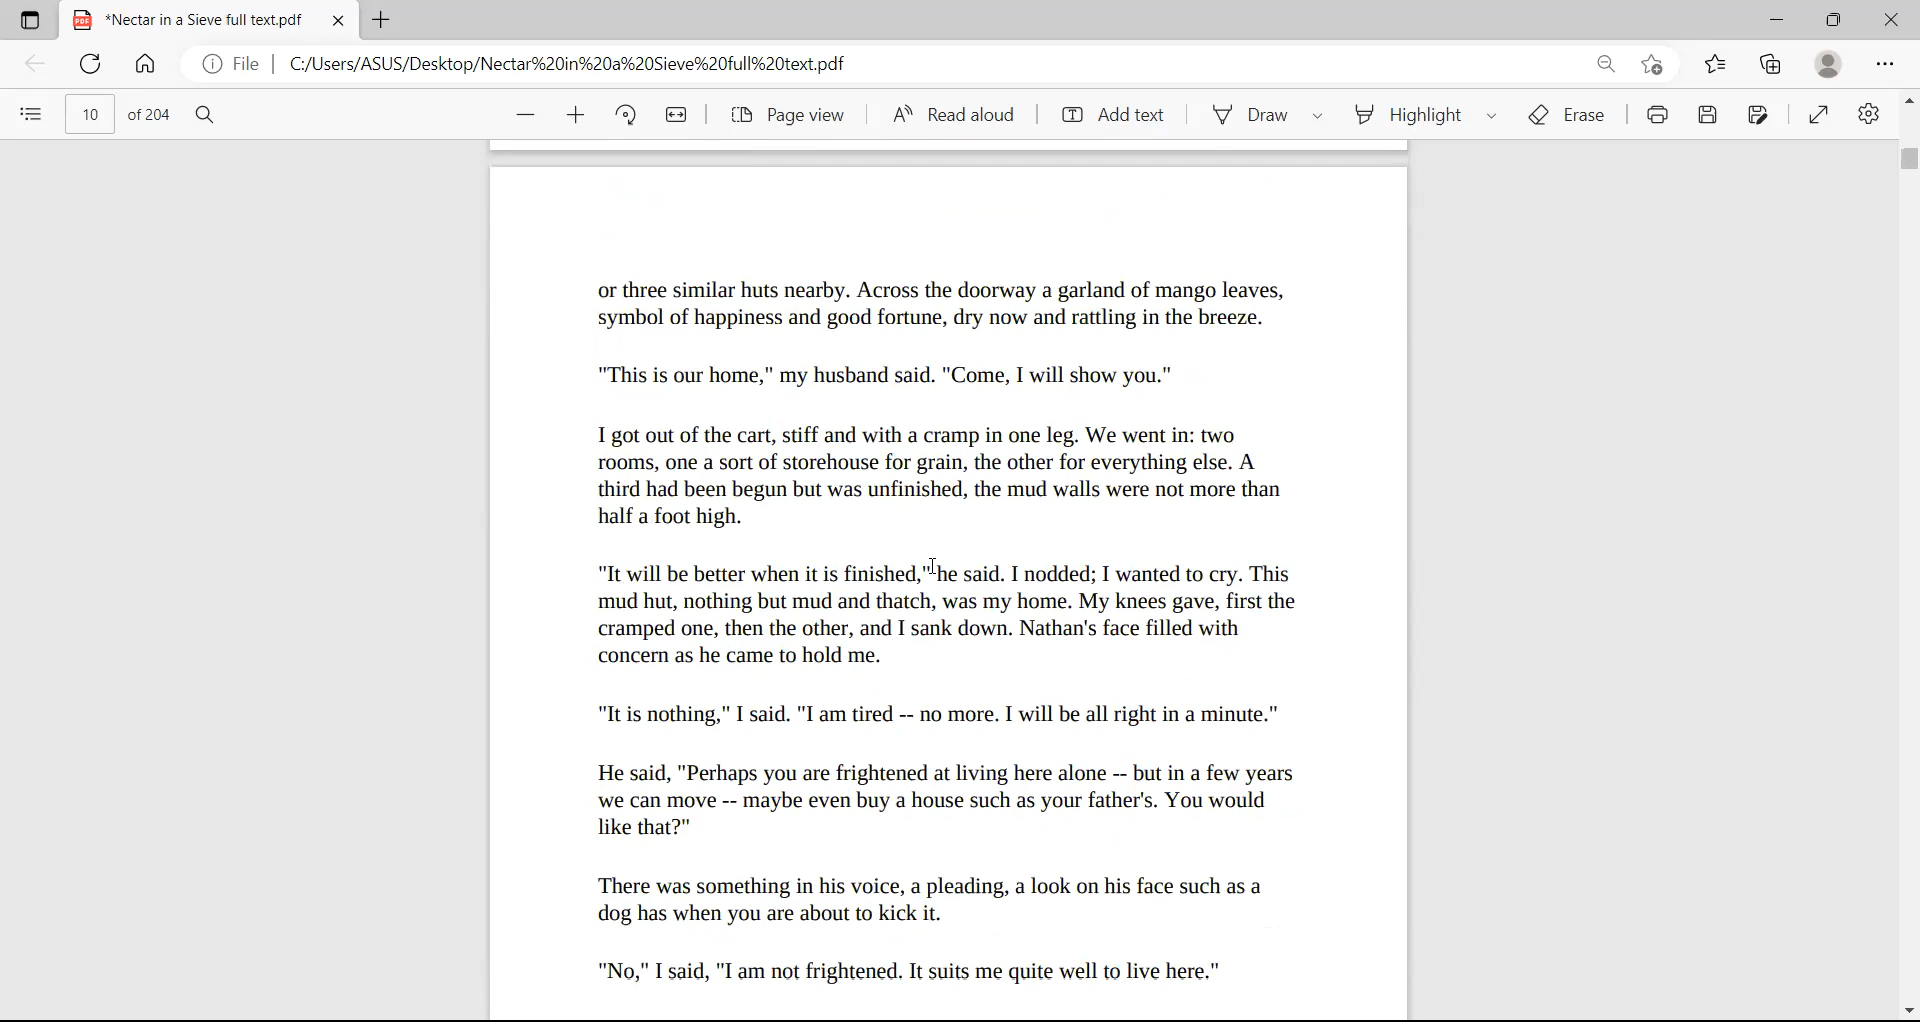 *Nectar in a Sieve full text.pdf
File C:/Users/ASUS/Desktop/Nectar%20in%20a%20Sieve%20full%20text.pdf
10 of 204 Page view Read aloud Add text Draw Highlight Erase
or three similar huts nearby. Across the doorway a garland of mango leaves,
symbol of happiness and good fortune, dry now and rattling in the breeze.
"This is our home," my husband said. "Come, I will show you."
I got out of the cart, stiff and with a cramp in one leg. We went in: two
rooms, one a sort of storehouse for grain, the other for everything else. A
third had been begun but was unfinished, the mud walls were not more than
half a foot high.
"It will be better when it is finished," he said. I nodded; I wanted to cry. This
mud hut, nothing but mud and thatch, was my home. My knees gave, first the
cramped one, then the other, and I sank down. Nathan's face filled with
concern as he came to hold me.
"It is nothing," I said. "I am tired -- no more. I will be all right in a minute."
He said, "Perhaps you are frightened at living here alone -- but in a few years
we can move -- maybe even buy a house such as your father's. You would
like that?"
There was something in his voice, a pleading, a look on his face such as a
dog has when you are about to kick it.
"No," I said, "I am not frightened. It suits me quite well to live here."